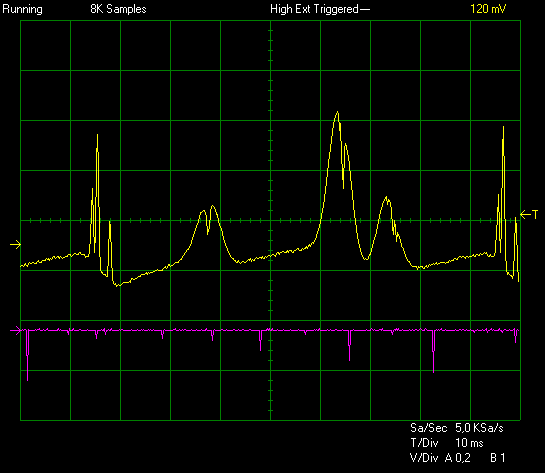 Running 8K Samples High Ext Triggered— 120 mV
T
Sa/Sec 5,0 KSa/s
T/Div 10 ms
V/Div A 0,2 B 1